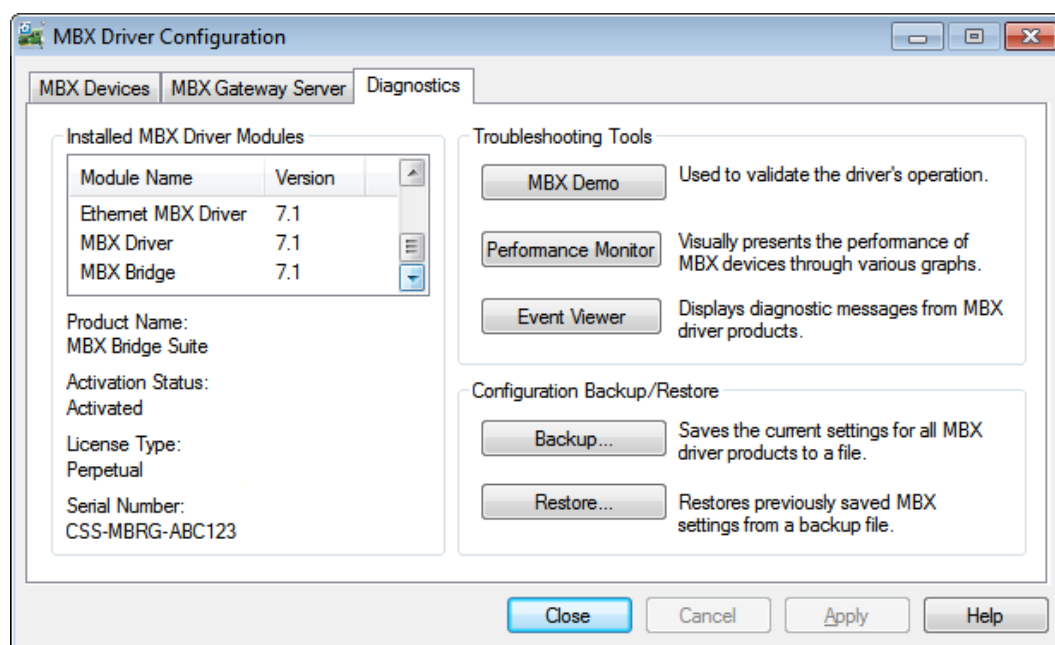 MBX Driver Configuration
MBX Devices
MBX Gateway Server
Diagnostics
Installed MBX Driver Modules
Module Name Version
Ethernet MBX Driver 7.1
MBX Driver 7.1
MBX Bridge 7.1
Product Name:
MBX Bridge Suite
Activation Status:
Activated
License Type:
Perpetual
Serial Number:
CSS-MBRG-ABC123
Troubleshooting Tools
MBX Demo
Used to validate the driver's operation.
Performance Monitor
Visually presents the performance of
MBX devices through various graphs.
Event Viewer
Displays diagnostic messages from MBX
driver products.
Configuration Backup/Restore
Backup...
Saves the current settings for all MBX
driver products to a file.
Restore...
Restores previously saved MBX
settings from a backup file.
Close
Cancel
Apply
Help